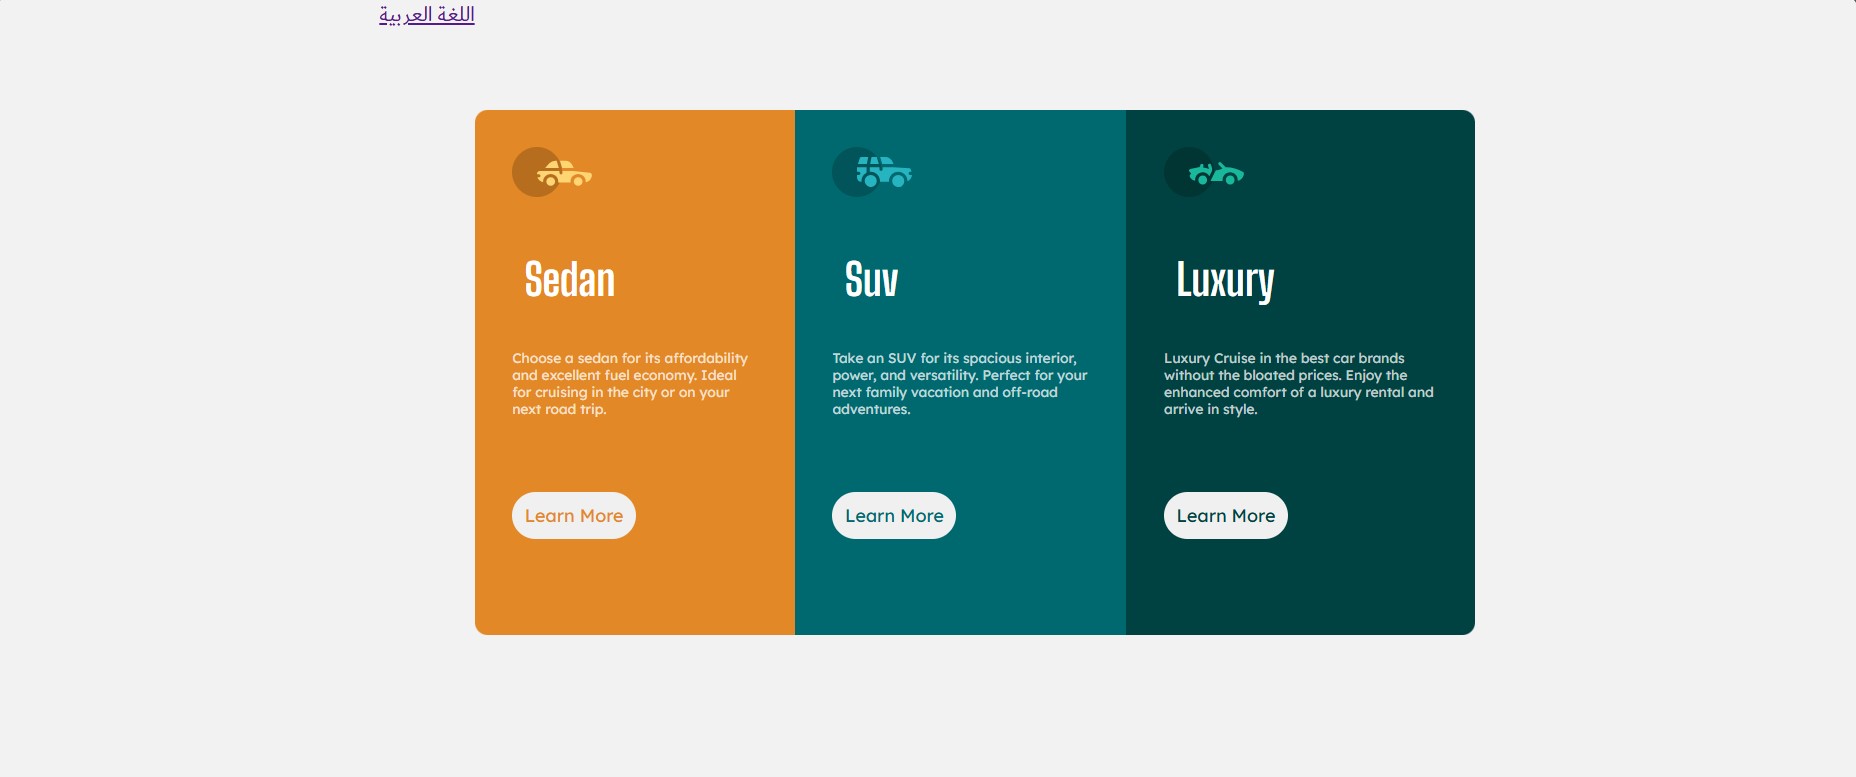 اللغة العربية
Sedan
Choose a sedan for its affordability
and excellent fuel economy. Ideal
for cruising in the city or on your
next road trip.
Learn More
Suv
Take an SUV for its spacious interior,
power, and versatility. Perfect for your
next family vacation and off-road
adventures.
Learn More
Luxury
Luxury Cruise in the best car brands
without the bloated prices. Enjoy the
enhanced comfort of a luxury rental and
arrive in style.
Learn More